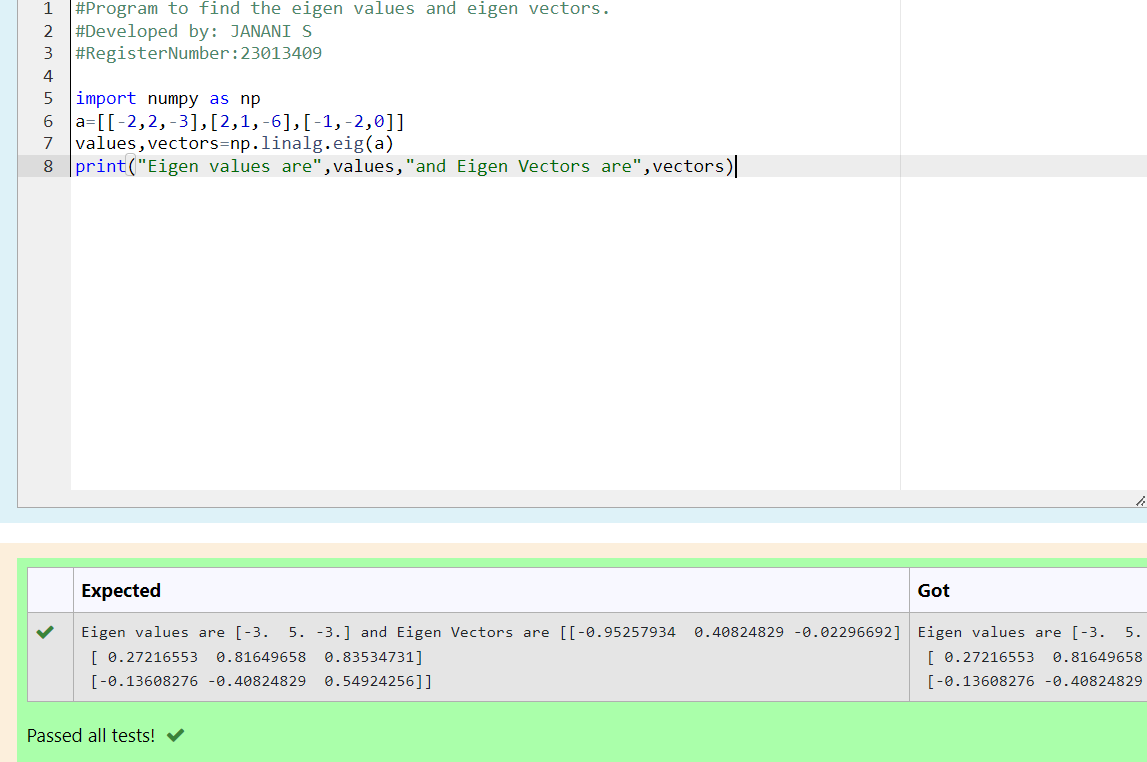 1 #Program to find the eigen values and eigen vectors.
2 #Developed by: JANANI S
3 #RegisterNumber:23013409
4
5 import numpy as np
6 a=[[-2,2,-3],[2,1,-6],[-1,-2,0]]
7 values,vectors=np.linalg.eig(a)
8 print("Eigen values are",values,"and Eigen Vectors are",vectors)
Expected Got
Eigen values are [-3.  5. -3.] and Eigen Vectors are [[-0.95257934  0.40824829 -0.02296692] Eigen values are [-3.  5.
[ 0.27216553  0.81649658  0.83534731] [ 0.27216553  0.81649658
[-0.13608276 -0.40824829  0.54924256]] [-0.13608276 -0.40824829
Passed all tests!